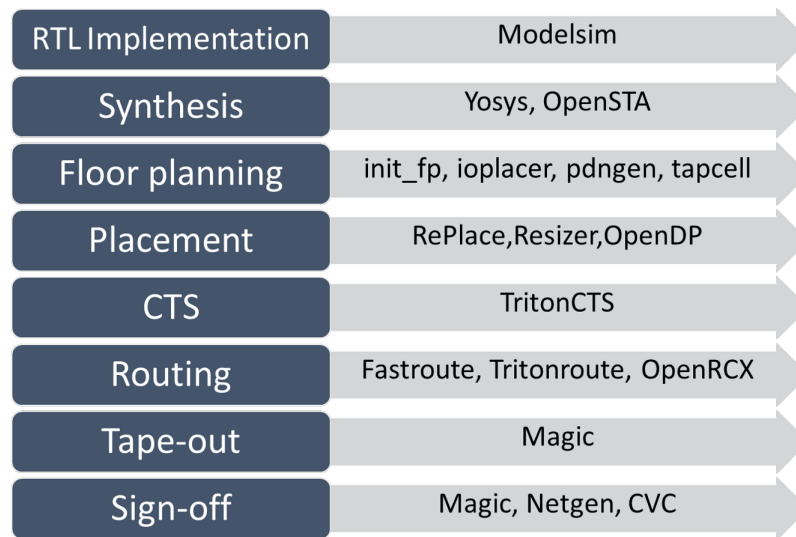 RTL Implementation
Modelsim
Synthesis
Yosys, OpenSTA
Floor planning
init_fp, ioplacer, pdngen, tapcell
Placement
RePlace,Resizer,OpenDP
CTS
TritonCTS
Routing
Fastroute, Tritonroute, OpenRCX
Tape-out
Magic
Sign-off
Magic, Netgen, CVC